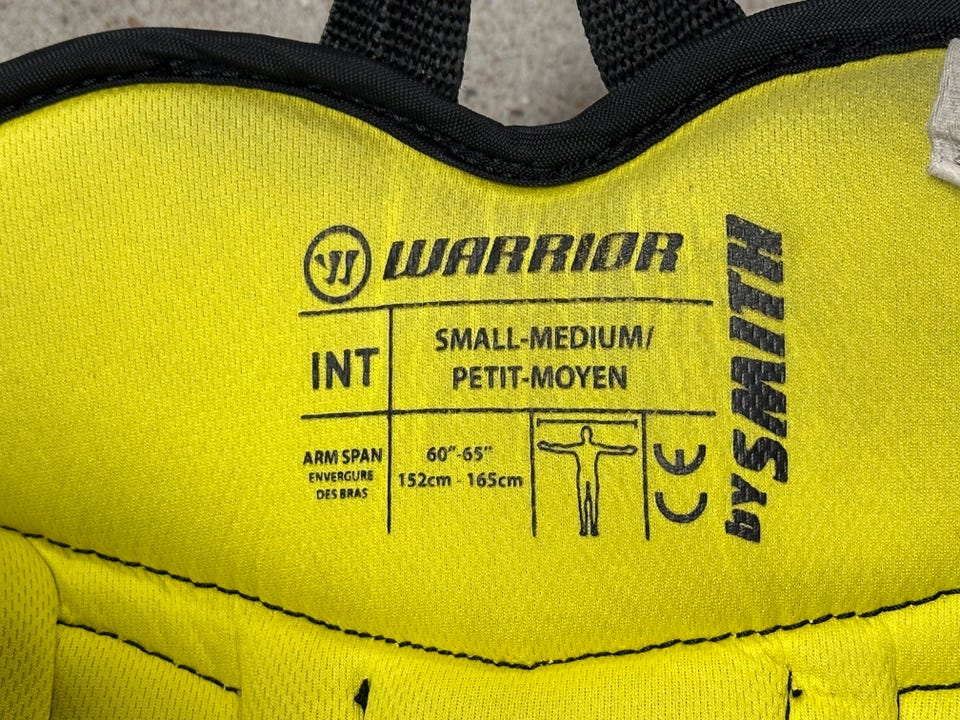 WARRIOR
INT
SMALL-MEDIUM/
PETIT-MOYEN
ARM SPAN
ENVERGURE
DES BRAS
60"-65"
152cm - 165cm
CE
by SMITH